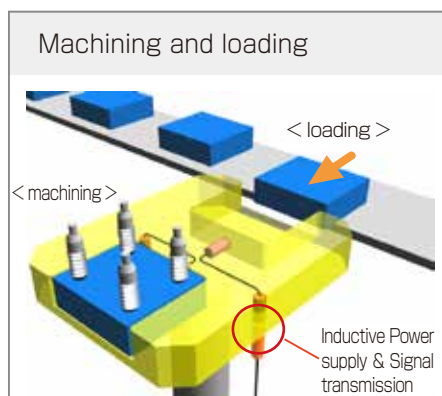 Machining and loading
< loading >
< machining >
Inductive Power
supply & Signal
transmission